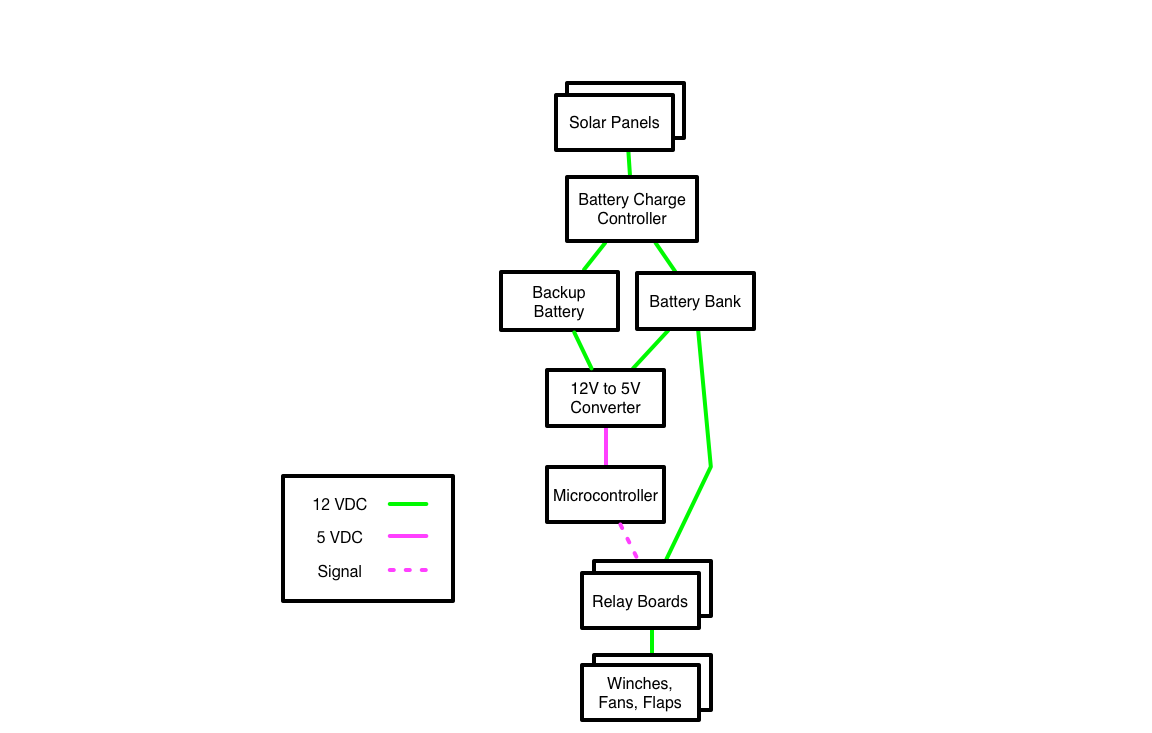 Solar Panels
Battery Charge
Controller
Backup
Battery
Battery Bank
12V to 5V
Converter
Microcontroller
12 VDC
5 VDC
Signal
Relay Boards
Winches,
Fans, Flaps